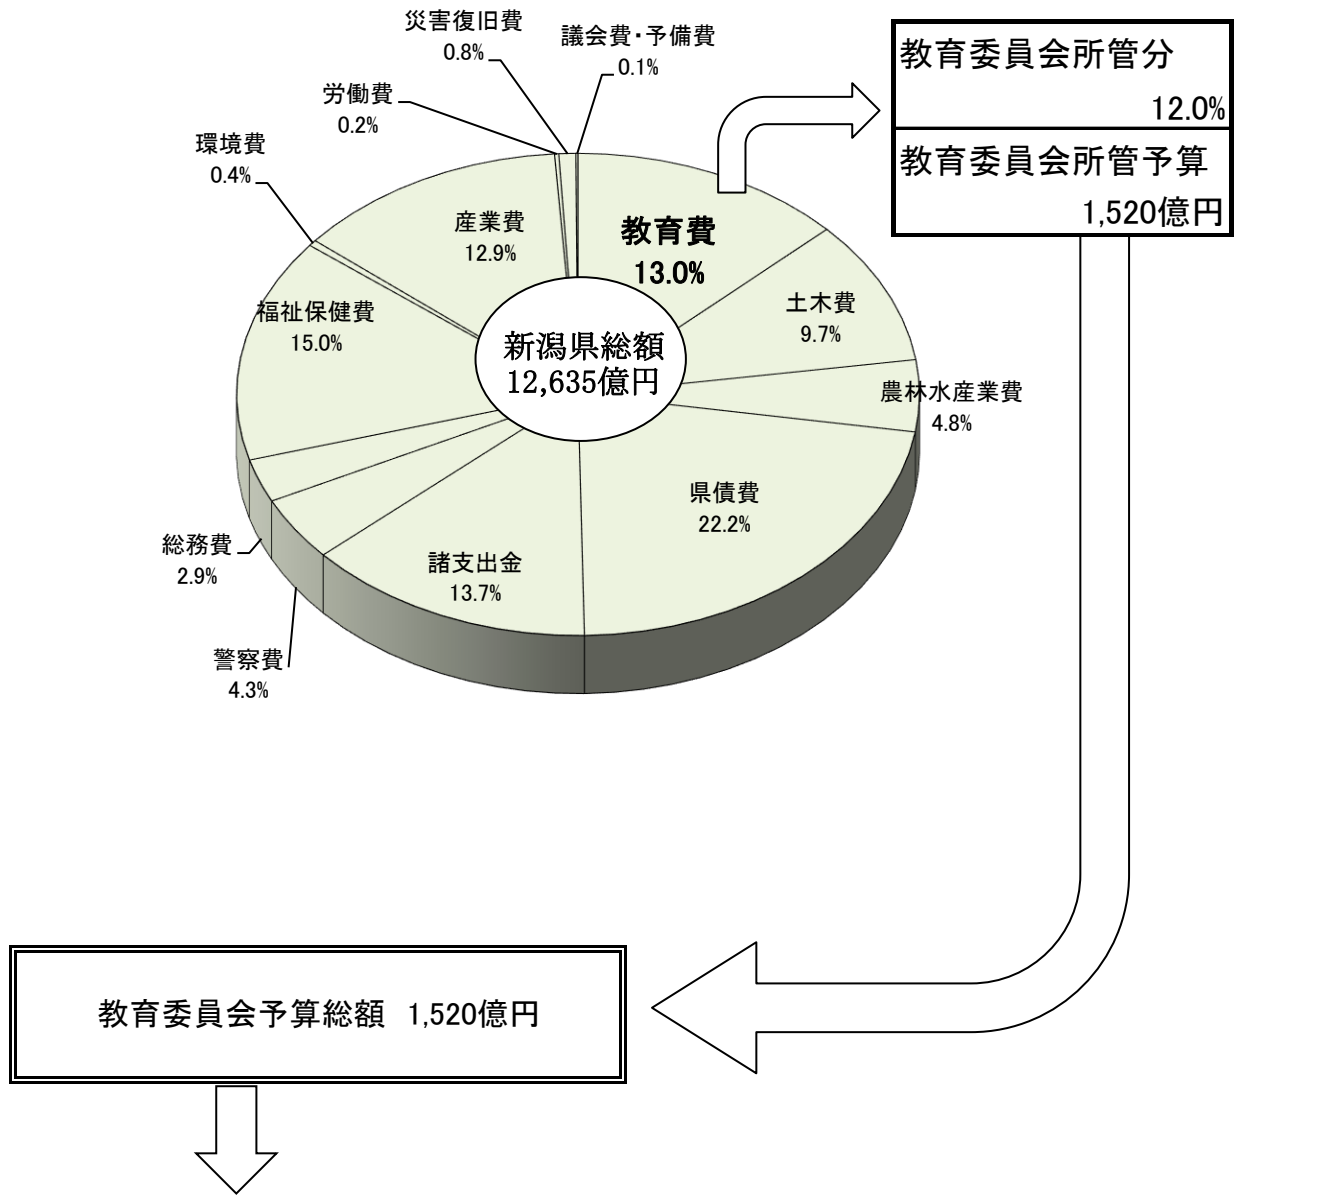 災害復旧費
0.8%
議会費・予備費
0.1%
労働費
0.2%
環境費
0.4%
産業費
12.9%
教育費
13.0%
土木費
9.7%
福祉保健費
15.0%
新潟県総額
12,635億円
農林水産業費
4.8%
県債費
22.2%
諸支出金
13.7%
総務費
2.9%
警察費
4.3%
教育委員会所管分
12.0%
教育委員会所管予算
1,520億円
教育委員会予算総額 1,520億円